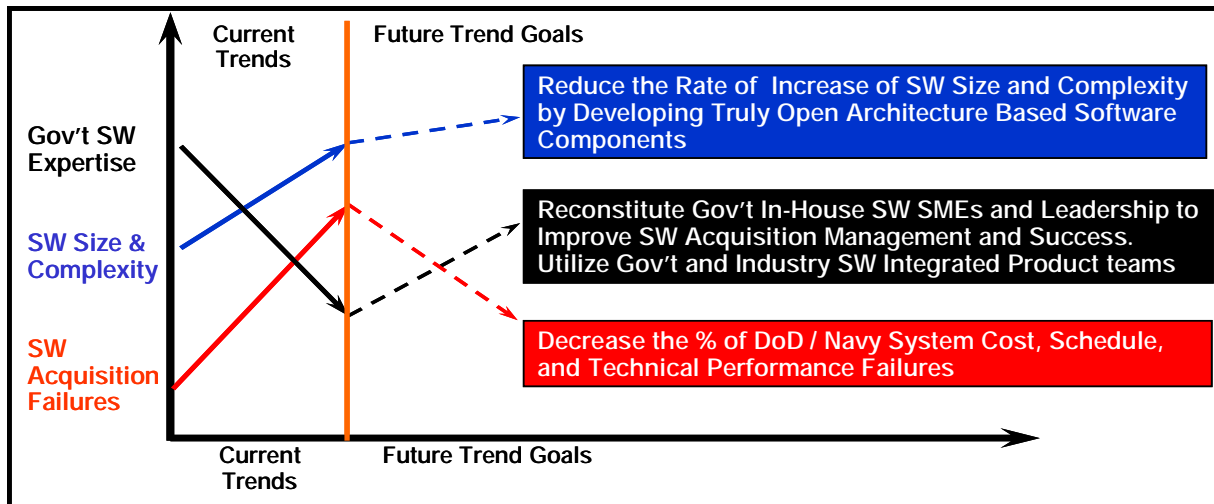 Current
Trends
Future Trend Goals
Reduce the Rate of Increase of SW Size and Complexity
by Developing Truly Open Architecture Based Software
Components
Gov't SW
Expertise
Reconstitute Gov't In-House SW SMEs and Leadership to
Improve SW Acquisition Management and Success.
Utilize Gov't and Industry SW Integrated Product teams
SW Size &
Complexity
Decrease the % of DoD / Navy System Cost, Schedule,
and Technical Performance Failures
SW
Acquisition
Failures
Current
Trends
Future Trend Goals